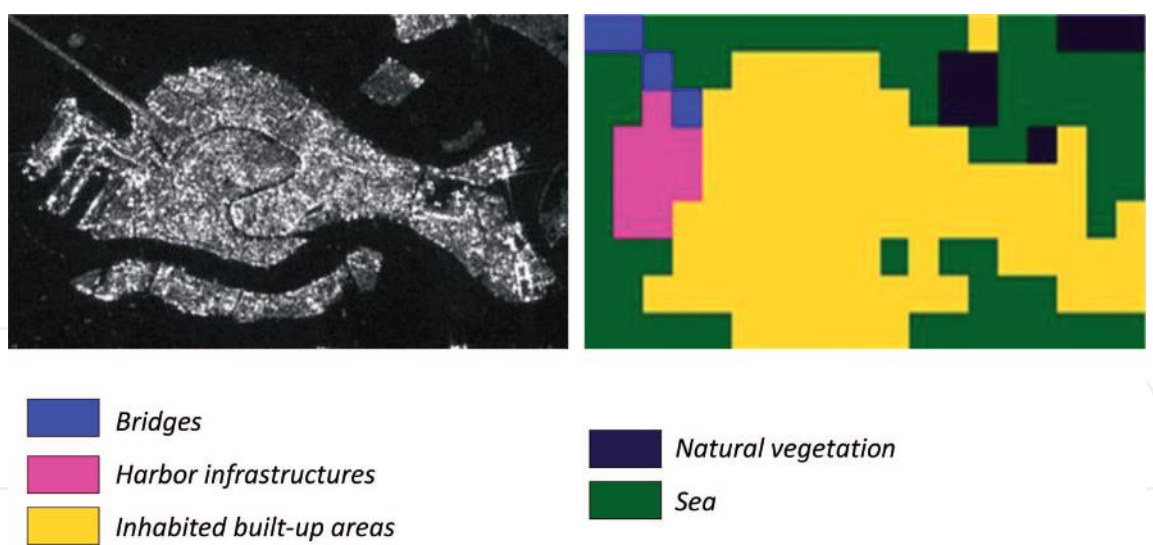 Bridges
Harbor infrastructures
Inhabited built-up areas
Natural vegetation
Sea